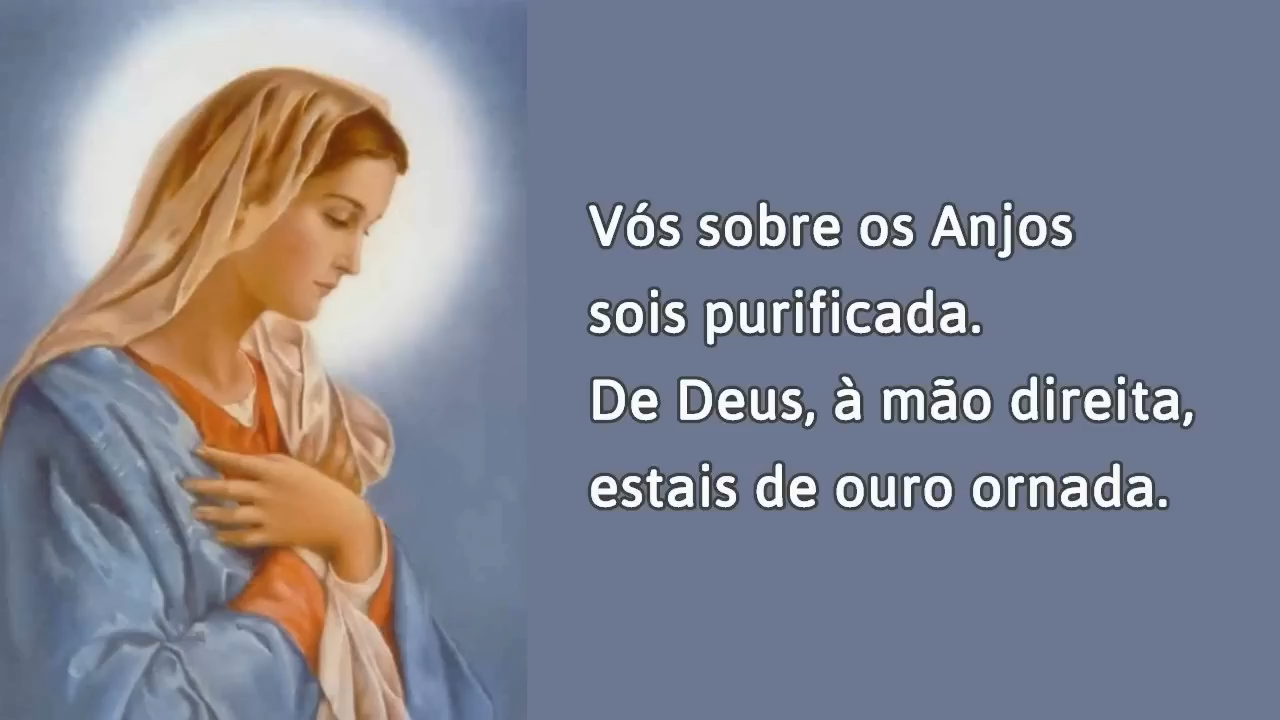 Vós sobre os Anjos
sois purificada.
De Deus, à mão direita,
estais de ouro ornada.